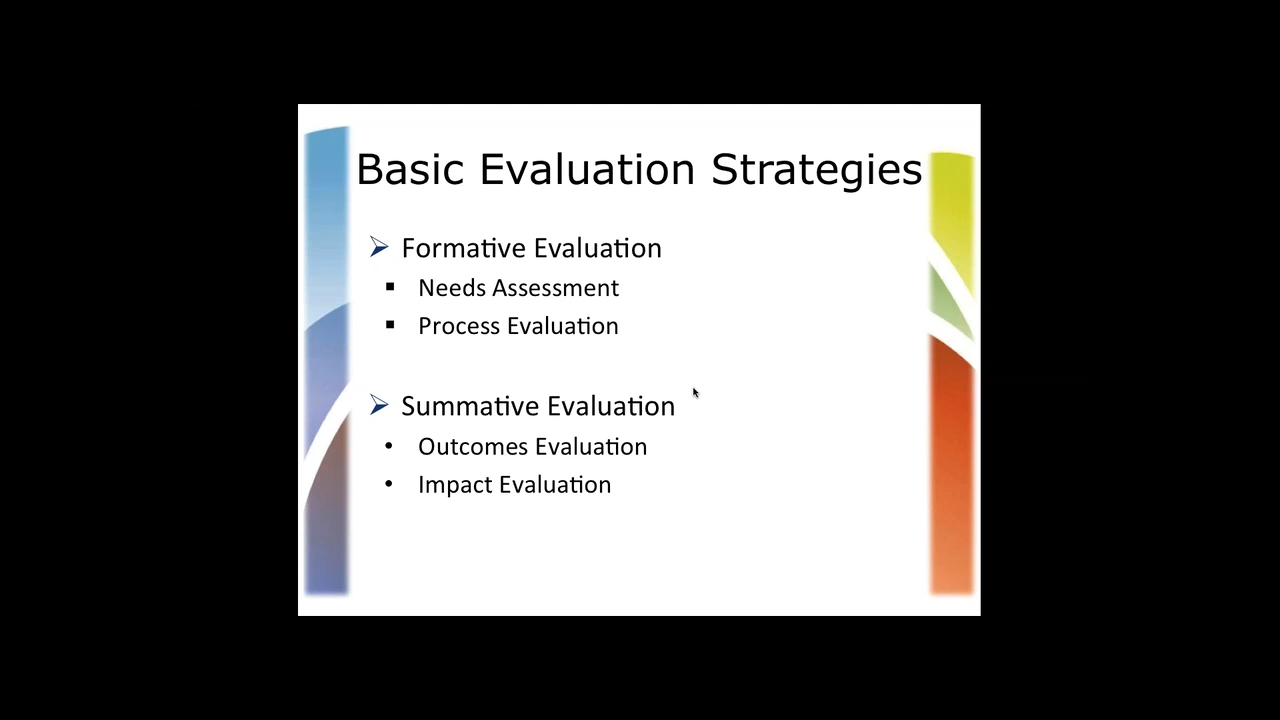 Basic Evaluation Strategies
Formative Evaluation
Needs Assessment
Process Evaluation
Summative Evaluation
Outcomes Evaluation
Impact Evaluation